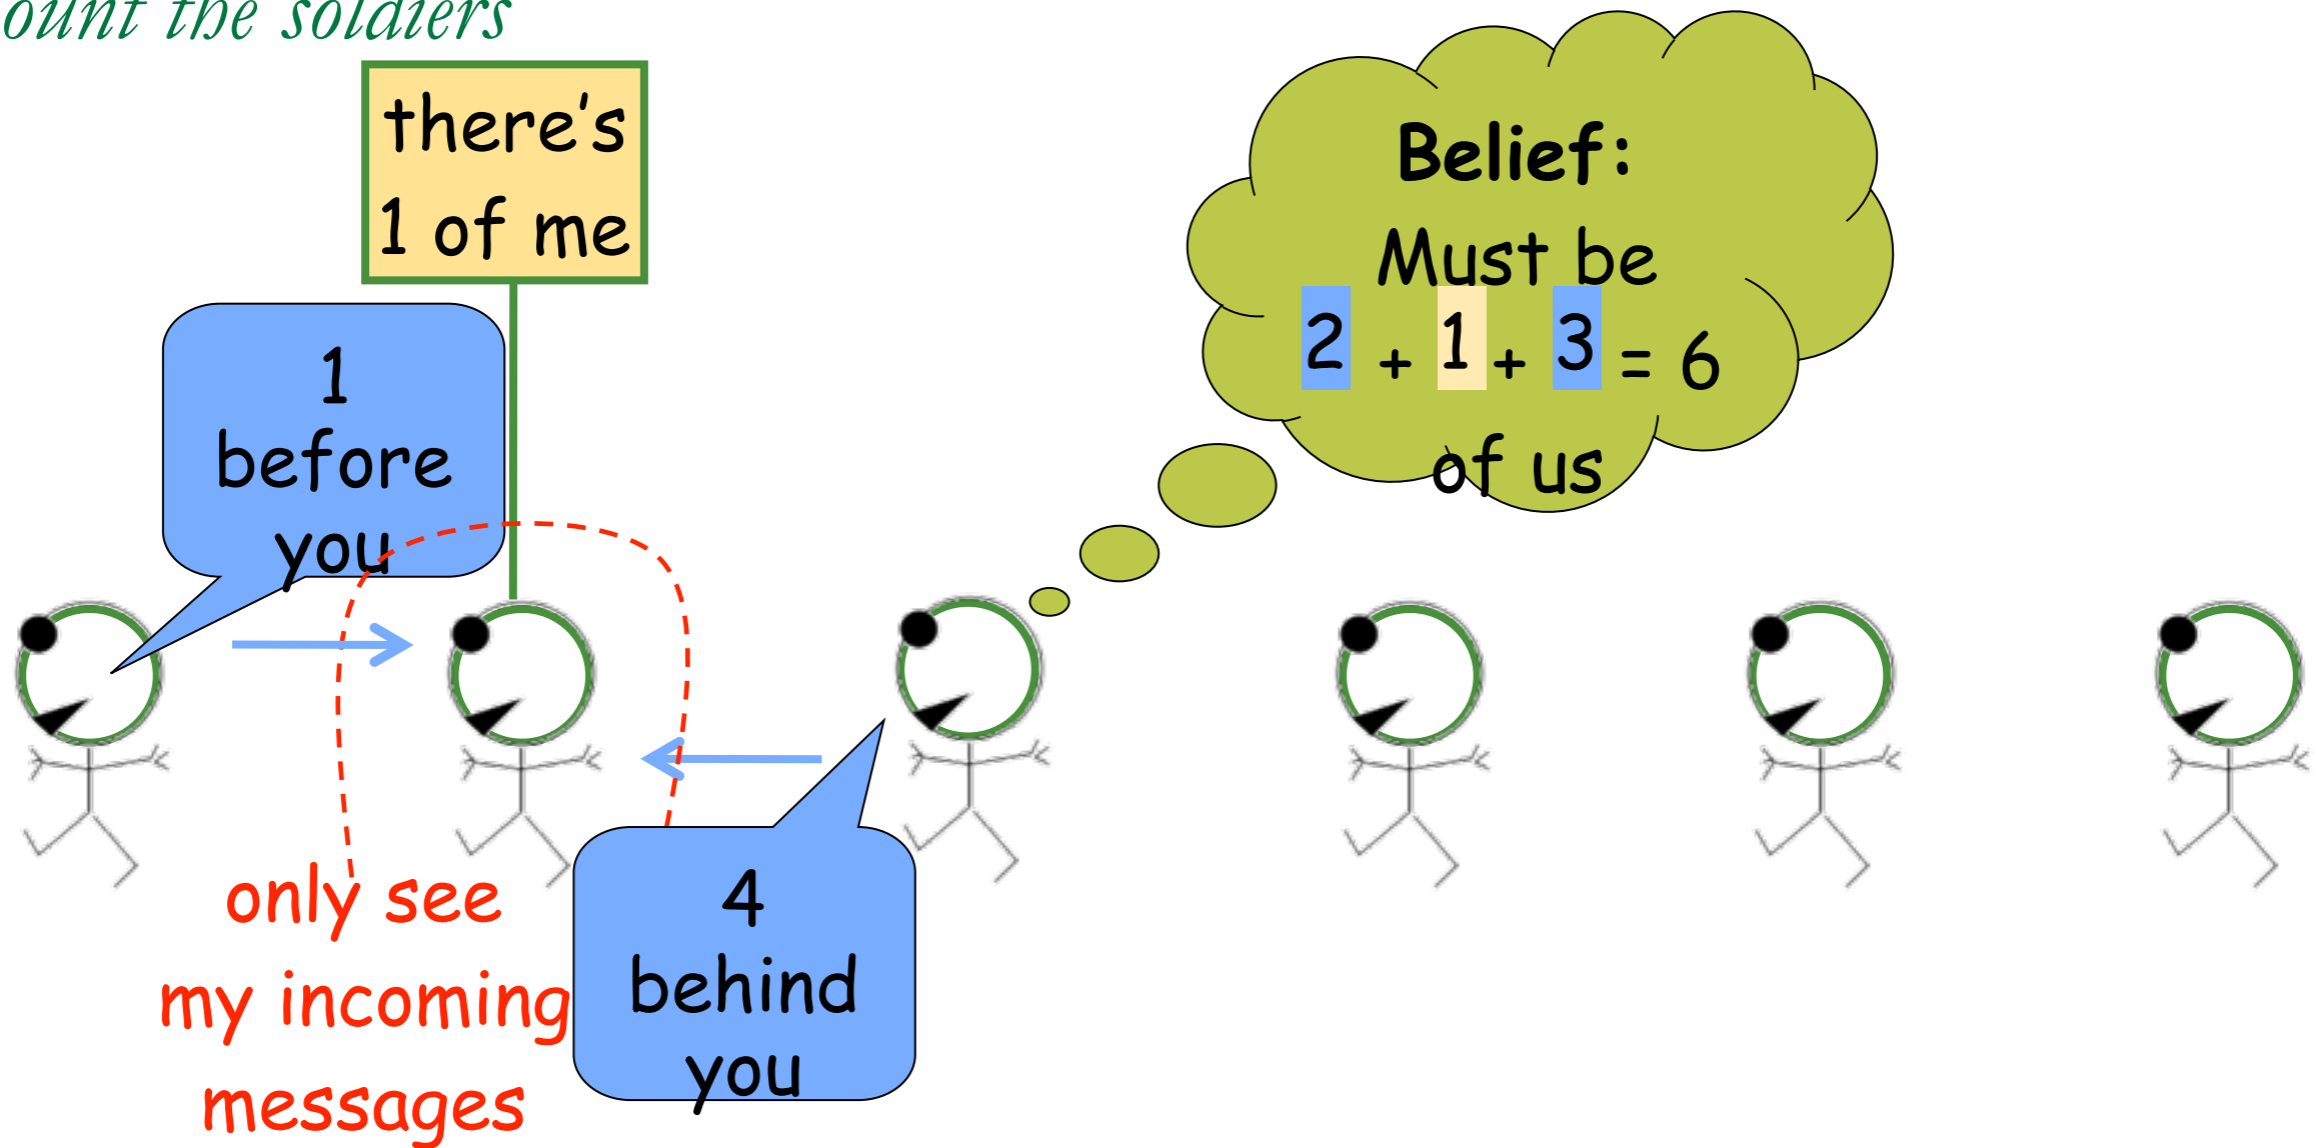 ount the soldiers
there's
1 of me
Belief:
Must be
2 + 1 + 3 = 6
of us
1
before
you
only see
my incoming
messages
4
behind
you